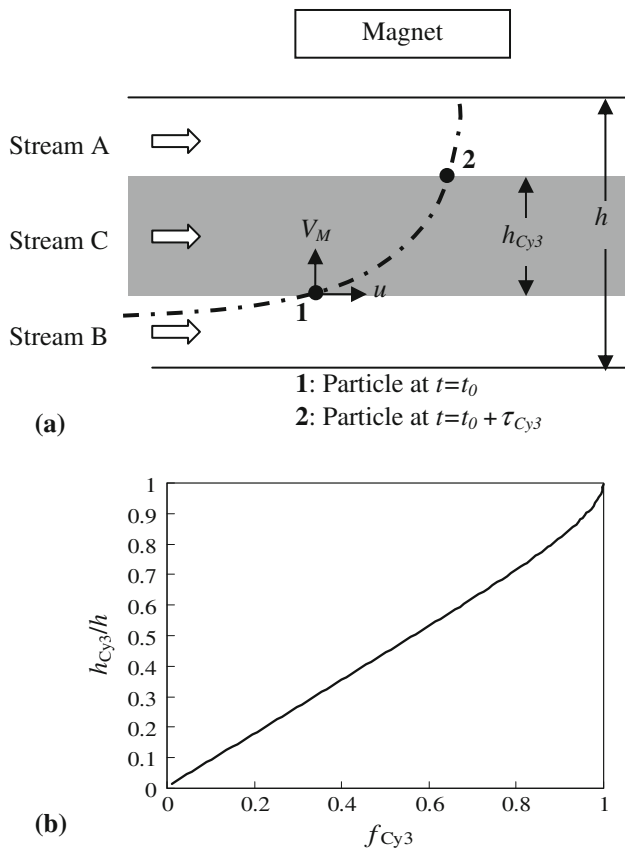 Magnet
Stream A
2
Stream C
V_M
h_Cy3
h
u
1
Stream B
1: Particle at t=t_0
(a)
2: Particle at t=t_0 + τ_Cy3
1
0.9
0.8
0.7
0.6
0.5
0.4
0.3
0.2
0.1
0
h_Cy3/h
0 0.2 0.4 0.6 0.8 1
(b)
f_Cy3